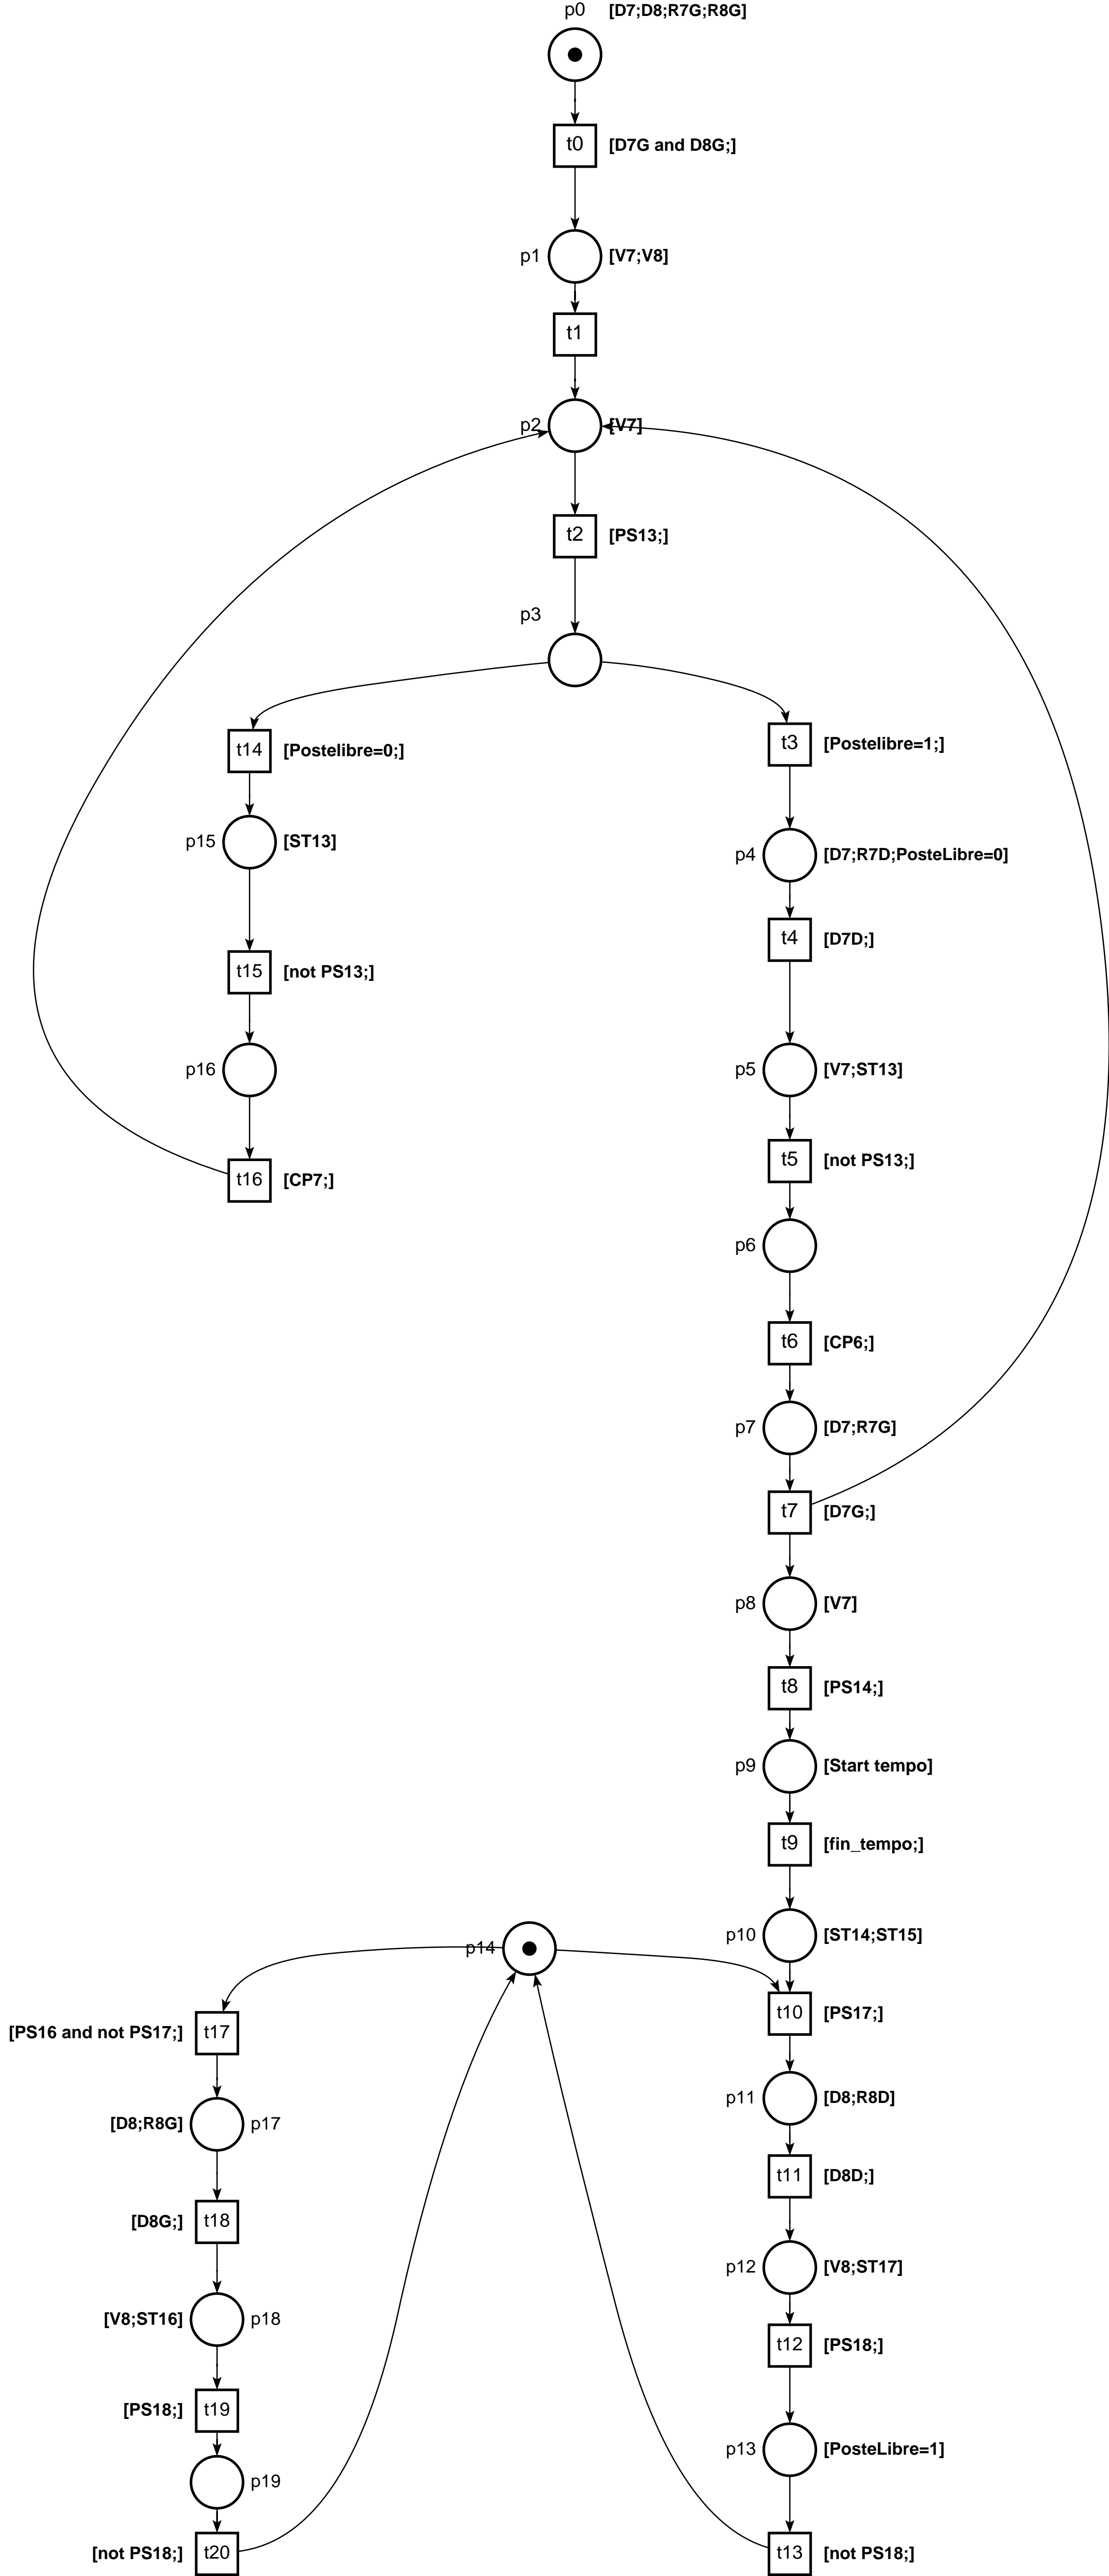 p0 [D7;D8;R7G;R8G]
t0 [D7G and D8G;]
p1 [V7;V8]
t1
p2 [V7]
t2 [PS13;]
p3
t14 [Postelibre=0;]
t3 [Postelibre=1;]
p15 [ST13]
p4 [D7;R7D;PosteLibre=0]
t4 [D7D;]
t15 [not PS13;]
p16
p5 [V7;ST13]
t5 [not PS13;]
t16 [CP7;]
p6
t6 [CP6;]
p7 [D7;R7G]
t7 [D7G;]
p8 [V7]
t8 [PS14;]
p9 [Start tempo]
t9 [fin_tempo;]
p10 [ST14;ST15]
p14
t10 [PS17;]
[PS16 and not PS17;] t17
p11 [D8;R8D]
[D8;R8G] p17
t11 [D8D;]
[D8G;] t18
p12 [V8;ST17]
[V8;ST16] p18
t12 [PS18;]
[PS18;] t19
p13 [PosteLibre=1]
p19
[not PS18;] t20
t13 [not PS18;]